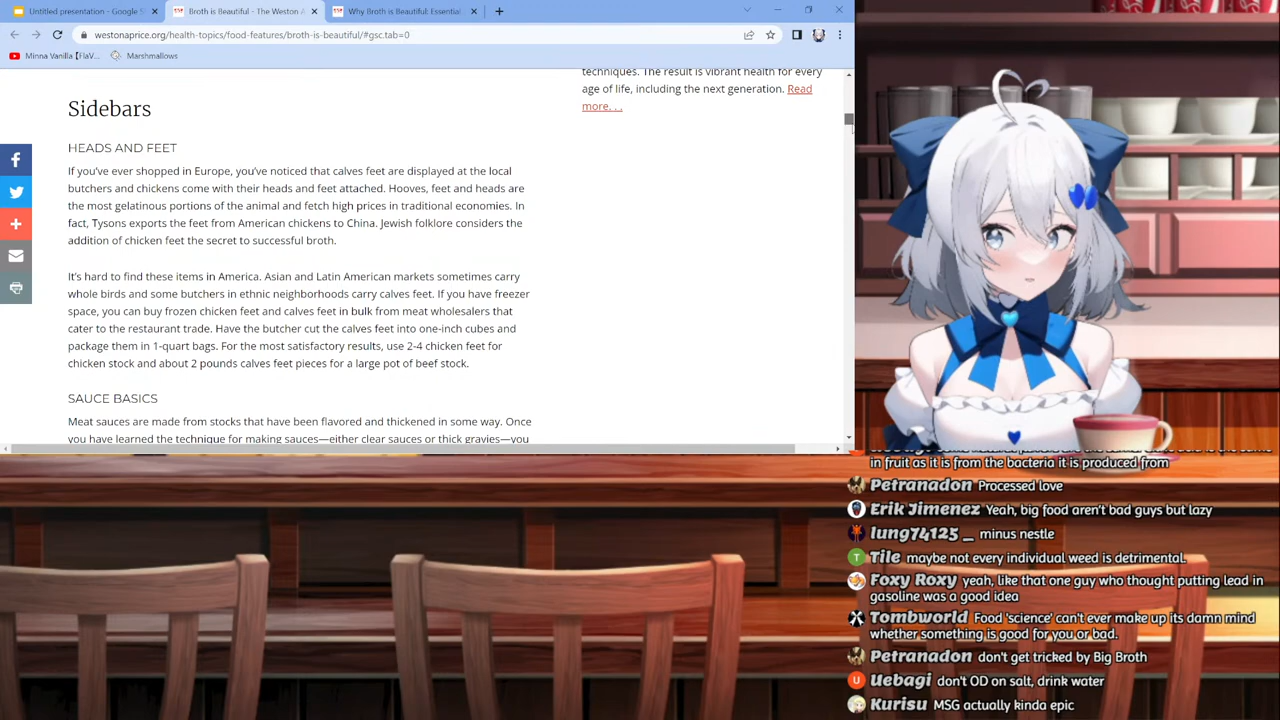 Untitled presentation - Google S
Broth is Beautiful - The Weston A
Why Broth is Beautiful: Essential
westonaprice.org/health-topics/food-features/broth-is-beautiful/#gsc.tab=0
Minna Vanilla
Marshmallows
techniques. The result is vibrant health for every
age of life, including the next generation. Read
more. . .
Sidebars
HEADS AND FEET
If you’ve ever shopped in Europe, you’ve noticed that calves feet are displayed at the local
butchers and chickens come with their heads and feet attached. Hooves, feet and heads are
the most gelatinous portions of the animal and fetch high prices in traditional economies. In
fact, Tysons exports the feet from American chickens to China. Jewish folklore considers the
addition of chicken feet the secret to successful broth.
It’s hard to find these items in America. Asian and Latin American markets sometimes carry
whole birds and some butchers in ethnic neighborhoods carry calves feet. If you have freezer
space, you can buy frozen chicken feet and calves feet in bulk from meat wholesalers that
cater to the restaurant trade. Have the butcher cut the calves feet into one-inch cubes and
package them in 1-quart bags. For the most satisfactory results, use 2-4 chicken feet for
chicken stock and about 2 pounds calves feet pieces for a large pot of beef stock.
SAUCE BASICS
Meat sauces are made from stocks that have been flavored and thickened in some way. Once
you have learned the technique for making sauces—either clear sauces or thick gravies—you
in fruit as it is from the bacteria it is produced from
Petranadon Processed love
Erik Jimenez Yeah, big food aren't bad guys but lazy
lung74125 _ minus nestle
Tile maybe not every individual weed is detrimental.
Foxy Roxy yeah, like that one guy who thought putting lead in
gasoline was a good idea
Tombworld Food 'science' can't ever make up its damn mind
whether something is good for you or bad.
Petranadon don't get tricked by Big Broth
Uebagi don't OD on salt, drink water
Kurisu MSG actually kinda epic